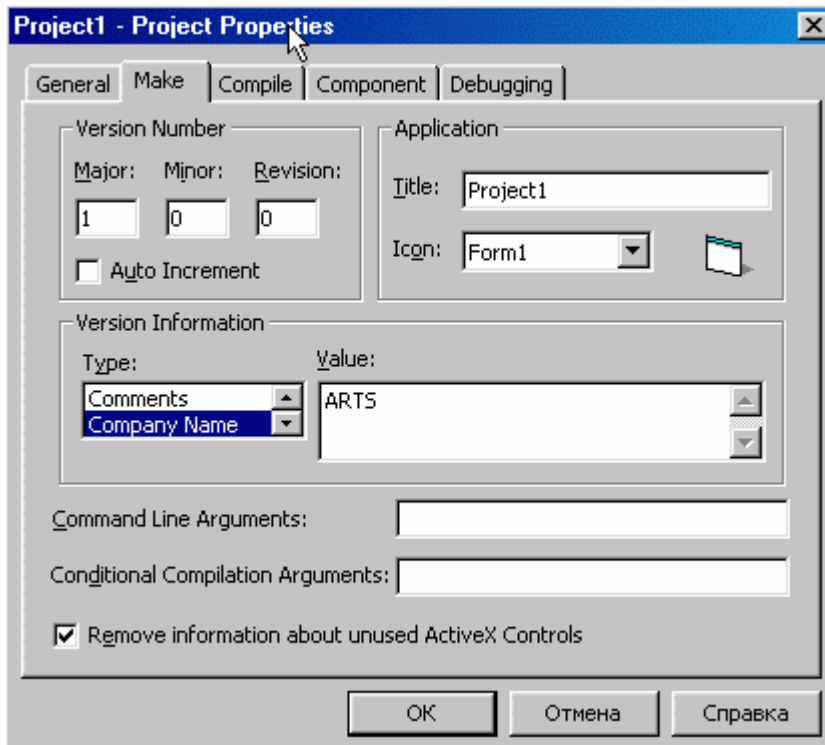 Project1 - Project Properties
General Make Compile Component Debugging
Version Number
Major: Minor: Revision:
1 0 0
Auto Increment
Application
Title: Project1
Icon: Form1
Version Information
Type:
Comments
Company Name
Value:
ARTS
Command Line Arguments:
Conditional Compilation Arguments:
Remove information about unused ActiveX Controls
OK Отмена Справка